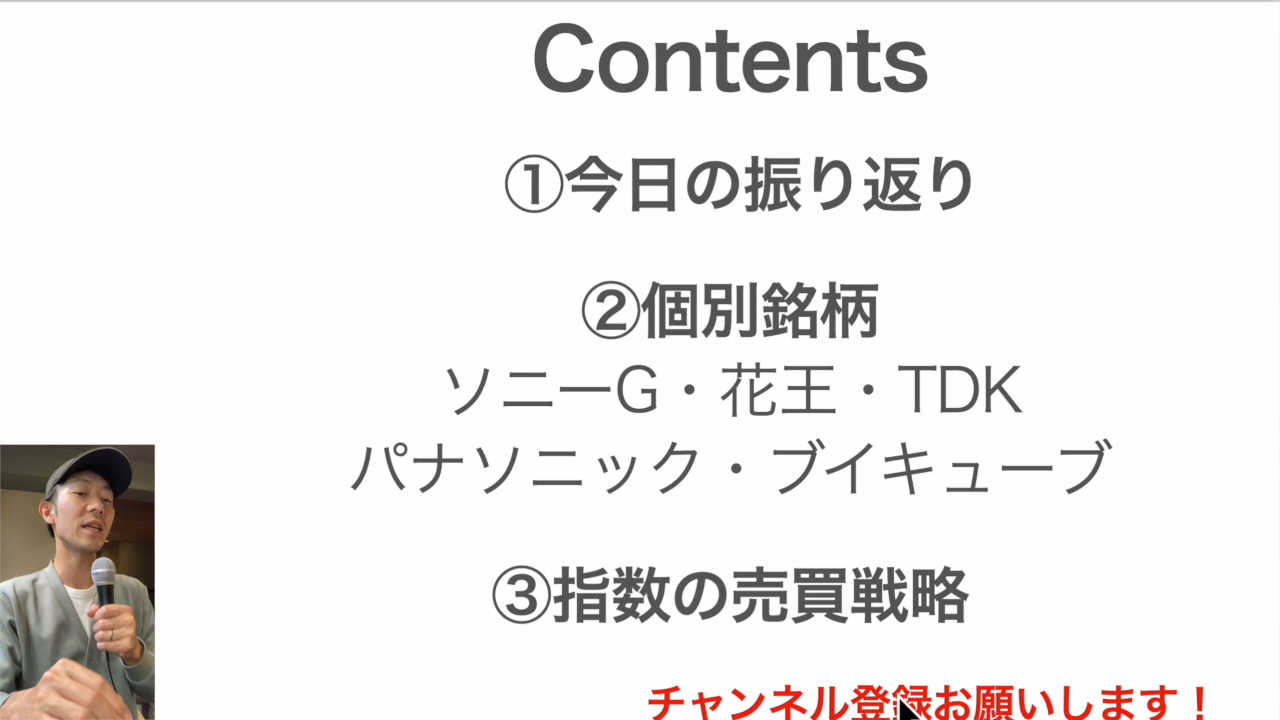 Contents
①今日の振り返り
②個別銘柄
ソニーG・花王・TDK
パナソニック・ブイキューブ
③指数の売買戦略
チャンネル登録お願いします！